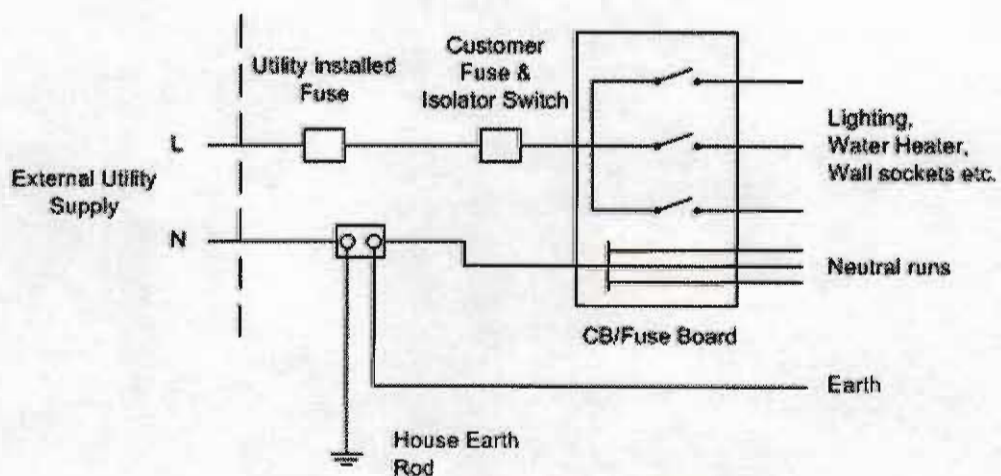 Utility Installed
Fuse
Customer
Fuse &
Isolator Switch
L
External Utility
Supply
N
Lighting,
Water Heater,
Wall sockets etc.
Neutral runs
CB/Fuse Board
Earth
House Earth
Rod